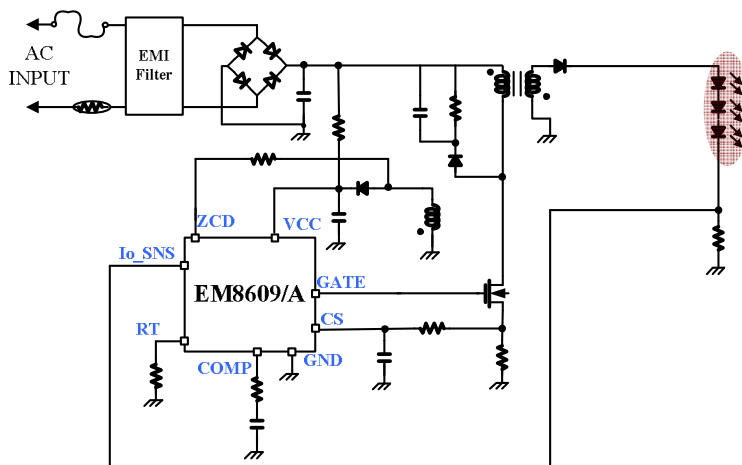 AC
INPUT
EMI
Filter
ZCD
VCC
Io_SNS
EM8609/A
GATE
CS
RT
COMP
GND